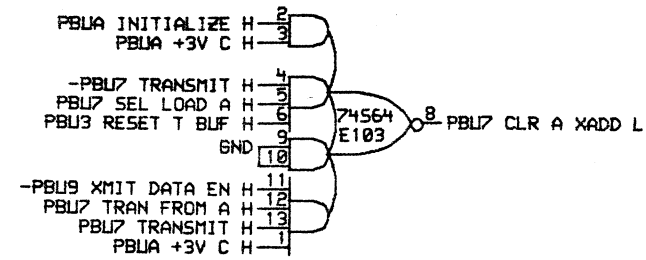 PBUA INITIALIZE H 2
PBUA +3V C H 3
-PBU7 TRANSMIT H 4
PBU7 SEL LOAD A H 5
PBU3 RESET T BUF H 6
74S64
E103
8 PBU7 CLR A XADD L
GND 9
10
-PBU9 XMIT DATA EN H 11
PBU7 TRAN FROM A H 12
PBU7 TRANSMIT H 13
PBUA +3V C H 1